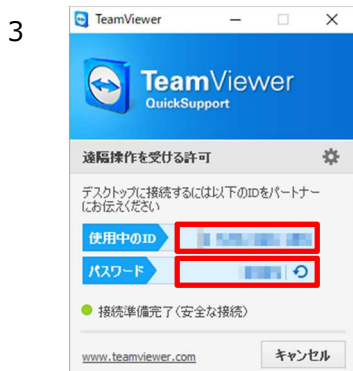 3
TeamViewer
TeamViewer
QuickSupport
遠隔操作を受ける許可
デスクトップに接続するには以下のIDをパートナー
にお伝えください
使用中のID
パスワード
接続準備完了(安全な接続)
www.teamviewer.com
キャンセル